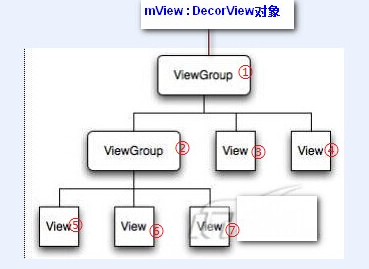 mView : DecorView对象
ViewGroup ①
ViewGroup ②
View ③
View ④
View ⑤
View ⑥
View ⑦